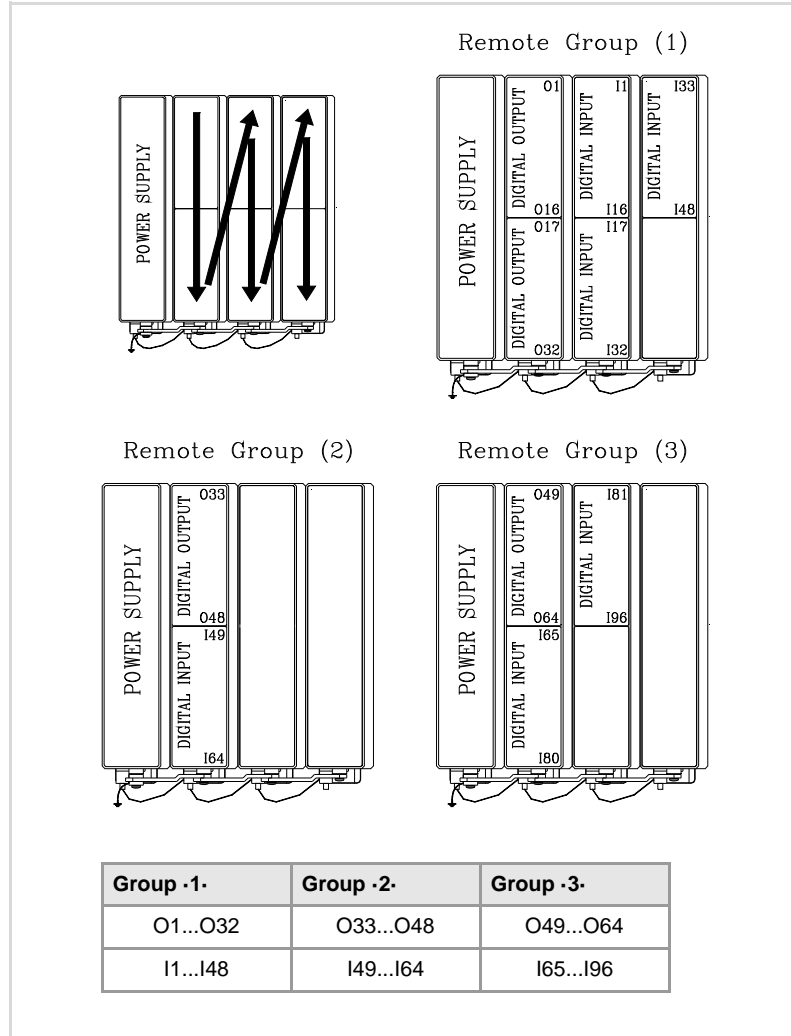 POWER SUPPLY
Remote Group (1)
POWER SUPPLY
O1
DIGITAL OUTPUT
O16
O17
DIGITAL OUTPUT
O32
I1
DIGITAL INPUT
I16
I17
DIGITAL INPUT
I32
I33
DIGITAL INPUT
I48
Remote Group (2)
POWER SUPPLY
O33
DIGITAL OUTPUT
O48
I49
DIGITAL INPUT
I64
Remote Group (3)
POWER SUPPLY
O49
DIGITAL OUTPUT
O64
I65
DIGITAL INPUT
I80
I81
DIGITAL INPUT
I96
Group ·1· Group ·2· Group ·3·
O1...O32 O33...O48 O49...O64
I1...I48 I49...I64 I65...I96